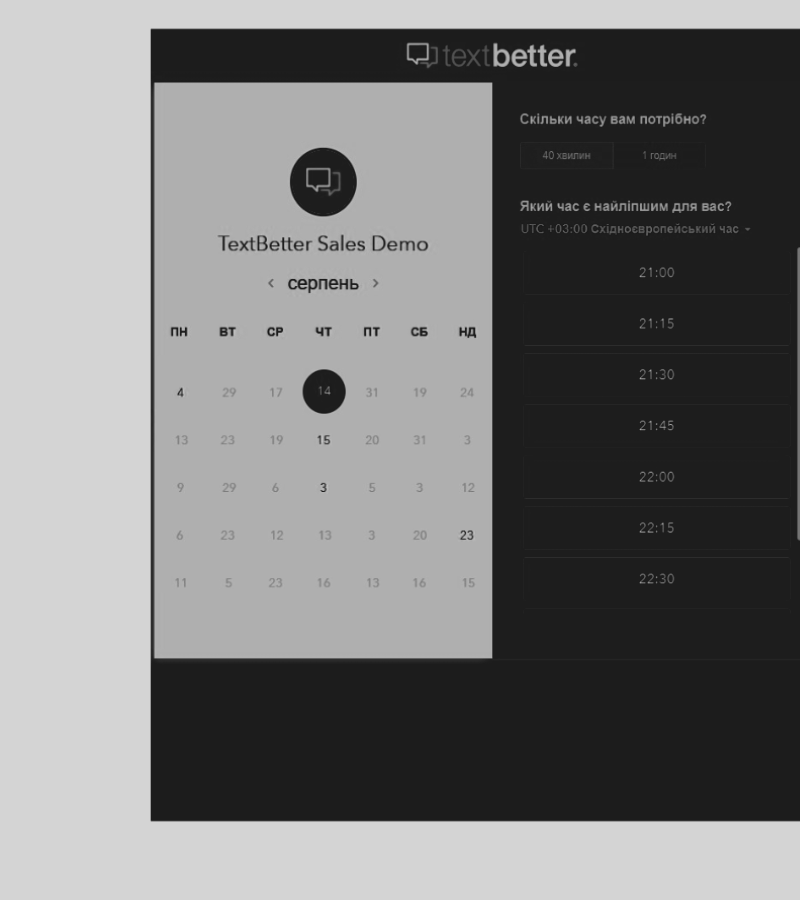 textbetter.
TextBetter Sales Demo
‹ серпень ›
ПН ВТ СР ЧТ ПТ СБ НД
4 29 17 14 31 19 24
13 23 19 15 20 31 3
9 29 6 3 5 3 12
6 23 12 13 3 20 23
11 5 23 16 13 16 15
Скільки часу вам потрібно?
40 хвилин 1 годин
Який час є найліпшим для вас?
UTC +03:00 Східноєвропейський час
21:00
21:15
21:30
21:45
22:00
22:15
22:30